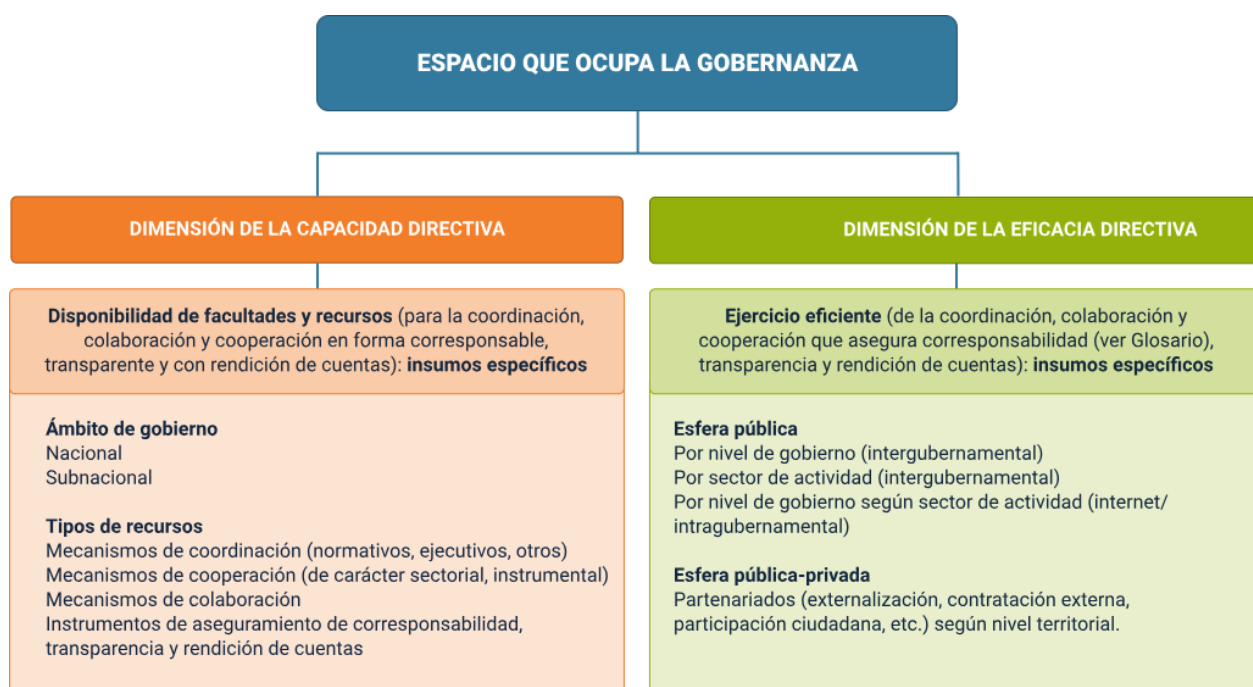 ESPACIO QUE OCUPA LA GOBERNANZA
DIMENSIÓN DE LA CAPACIDAD DIRECTIVA
Disponibilidad de facultades y recursos (para la coordinación,
colaboración y cooperación en forma corresponsable,
transparente y con rendición de cuentas): insumos específicos
Ámbito de gobierno
Nacional
Subnacional
Tipos de recursos
Mecanismos de coordinación (normativos, ejecutivos, otros)
Mecanismos de cooperación (de carácter sectorial, instrumental)
Mecanismos de colaboración
Instrumentos de aseguramiento de corresponsabilidad,
transparencia y rendición de cuentas
DIMENSIÓN DE LA EFICACIA DIRECTIVA
Ejercicio eficiente (de la coordinación, colaboración y
cooperación que asegura corresponsabilidad (ver Glosario),
transparencia y rendición de cuentas): insumos específicos
Esfera pública
Por nivel de gobierno (intergubernamental)
Por sector de actividad (intergubernamental)
Por nivel de gobierno según sector de actividad (internet/
intragubernamental)
Esfera pública-privada
Partenariados (externalización, contratación externa,
participación ciudadana, etc.) según nivel territorial.